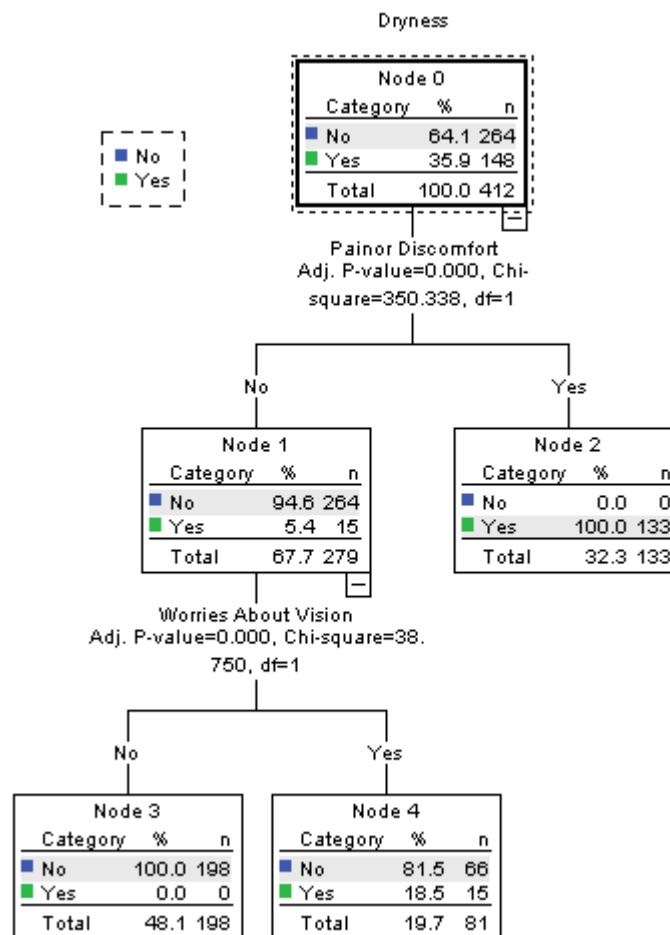 Dryness
Node 0
Category % n
No 64.1 264
Yes 35.9 148
Total 100.0 412
No
Yes
Painor Discomfort
Adj. P-value=0.000, Chi-
square=350.338, df=1
No
Yes
Node 1
Category % n
No 94.6 264
Yes 5.4 15
Total 67.7 279
Node 2
Category % n
No 0.0 0
Yes 100.0 133
Total 32.3 133
Worries About Vision
Adj. P-value=0.000, Chi-square=38.
750, df=1
No
Yes
Node 3
Category % n
No 100.0 198
Yes 0.0 0
Total 48.1 198
Node 4
Category % n
No 81.5 66
Yes 18.5 15
Total 19.7 81